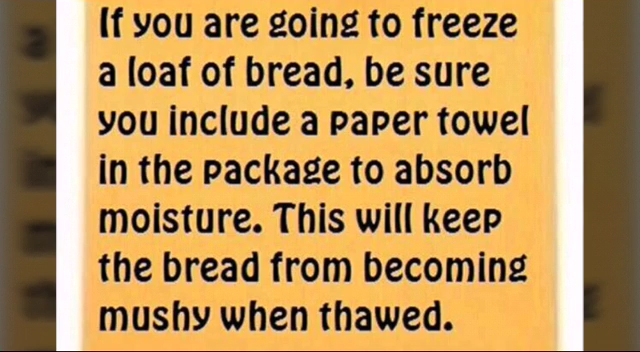 If you are going to freeze
a loaf of bread, be sure
you include a paper towel
in the package to absorb
moisture. This will keep
the bread from becoming
mushy when thawed.